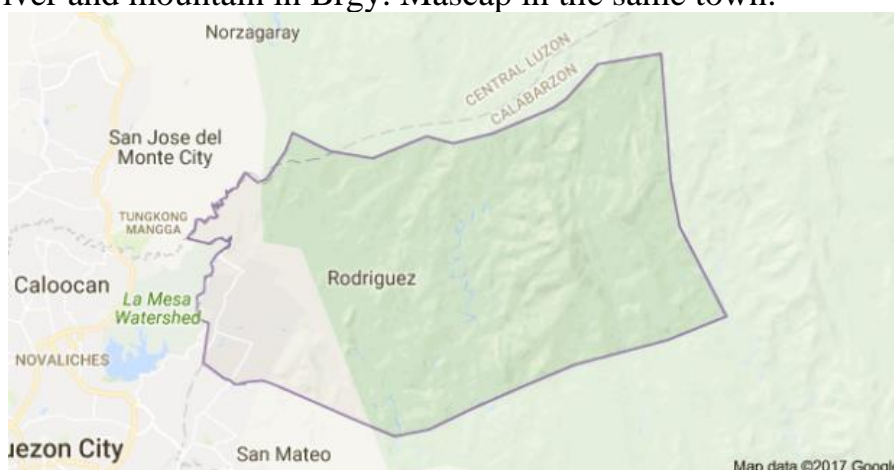 iver and mountain in Brgy. Mascap in the same town.
Norzagaray
CENTRAL LUZON
CALABARZON
San Jose del
Monte City
TUNGKONG
MANGGA
Caloocan
La Mesa
Watershed
Rodriguez
NOVALICHES
uezon City
San Mateo
Map data ©2017 Google